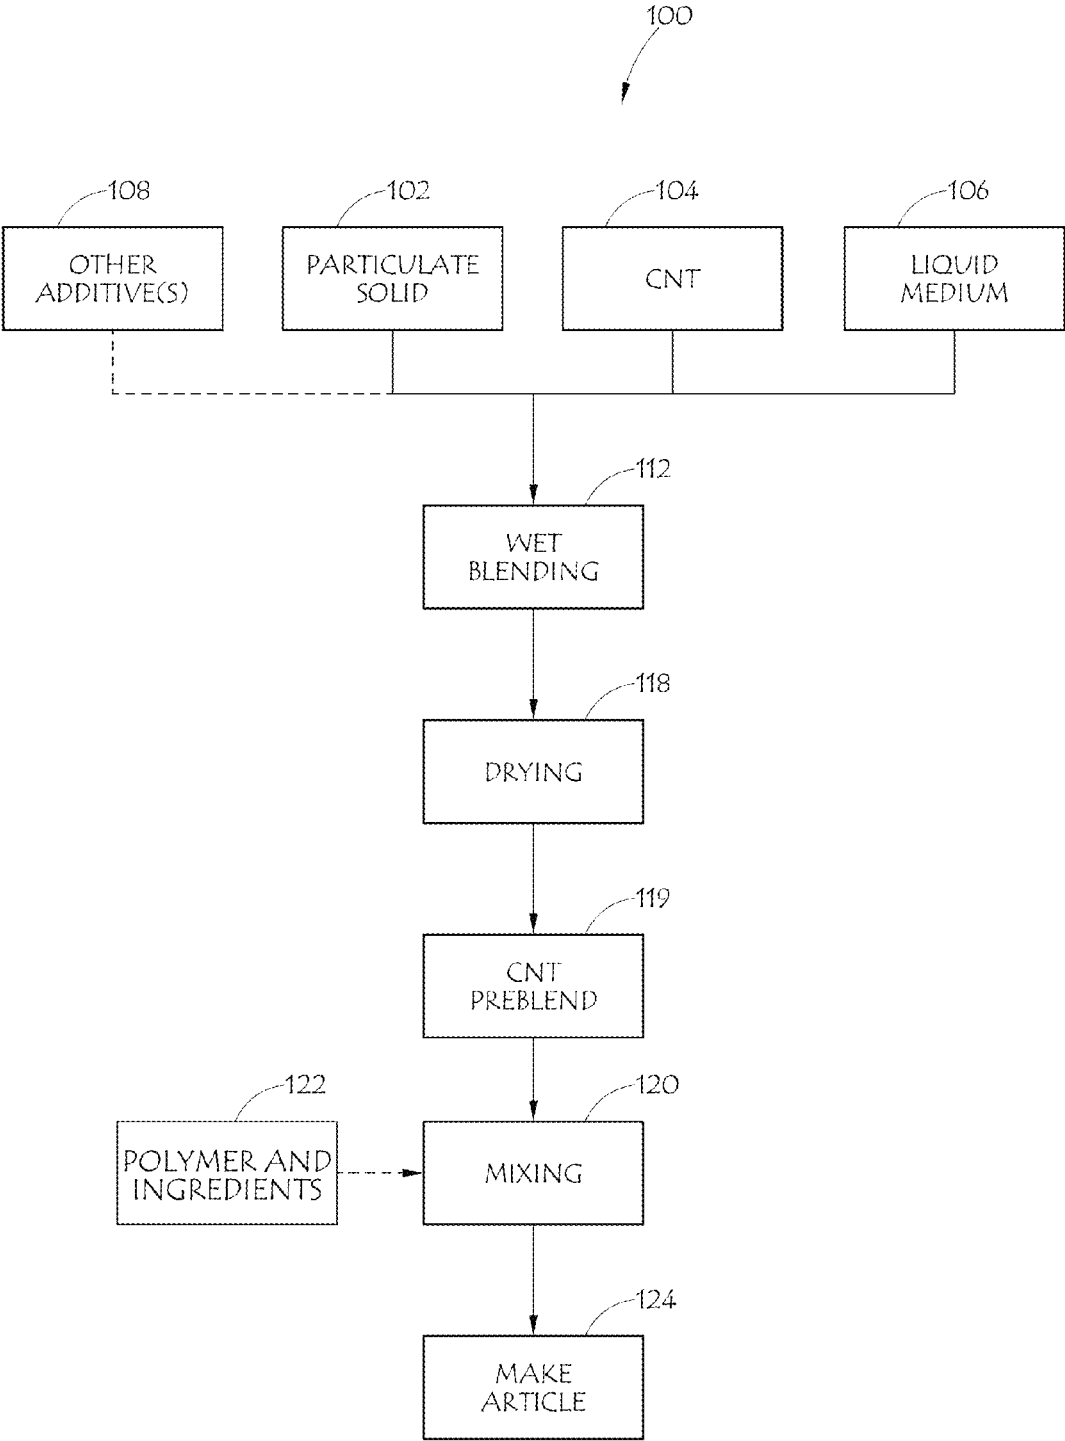 100
108
102
104
106
OTHER
ADDITIVE(S)
PARTICULATE
SOLID
CNT
LIQUID
MEDIUM
112
WET
BLENDING
118
DRYING
119
CNT
PREBLEND
122
120
POLYMER AND
INGREDIENTS
MIXING
124
MAKE
ARTICLE